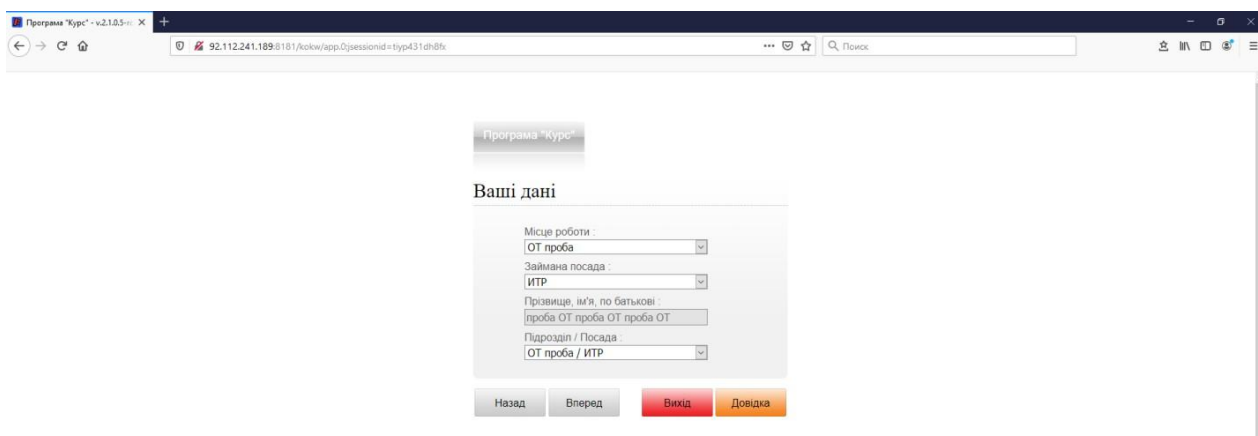 Програма "Курс" - v.2.1.0.5-r
92.112.241.189:8181/kokw/app.0;jsessionid=tiyp431dh8fx
Поиск
Програма "Курс"
Ваші дані
Місце роботи :
ОТ проба
Займана посада :
ИТР
Прізвище, ім'я, по батькові :
проба ОТ проба ОТ проба ОТ
Підрозділ / Посада :
ОТ проба / ИТР
Назад Вперед Вихід Довідка